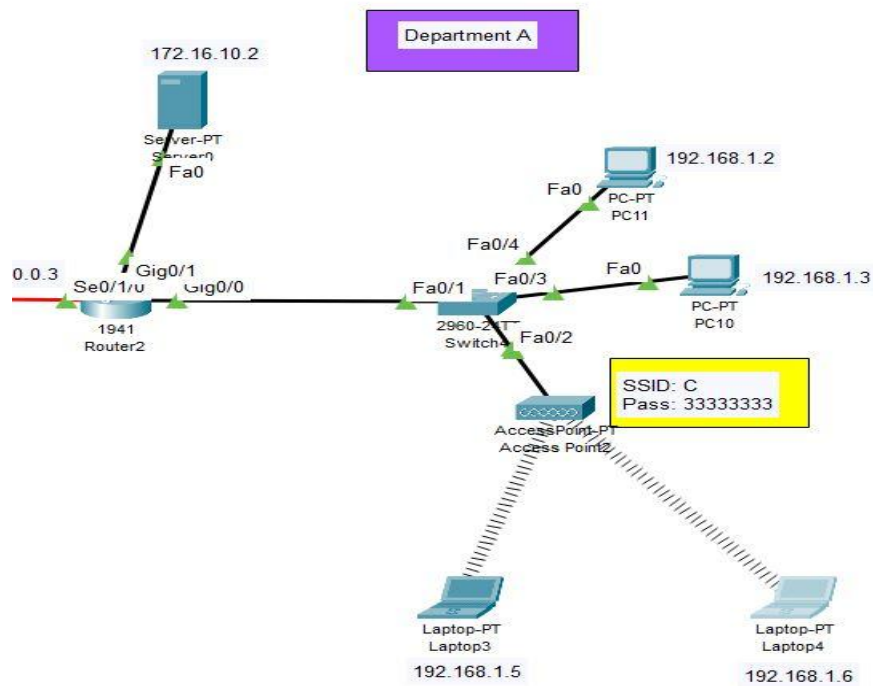 Department A
172.16.10.2
Server-PT
Server0
Fa0
192.168.1.2
Fa0
PC-PT
PC11
Fa0/4
0.0.3
Se0/1/0
Gig0/1
Gig0/0
Fa0/1
Fa0/3
Fa0
192.168.1.3
PC-PT
PC10
1941
Router2
2960-24TT
Switch4
Fa0/2
SSID: C
Pass: 33333333
AccessPoint-PT
Access Point2
Laptop-PT
Laptop3
192.168.1.5
Laptop-PT
Laptop4
192.168.1.6